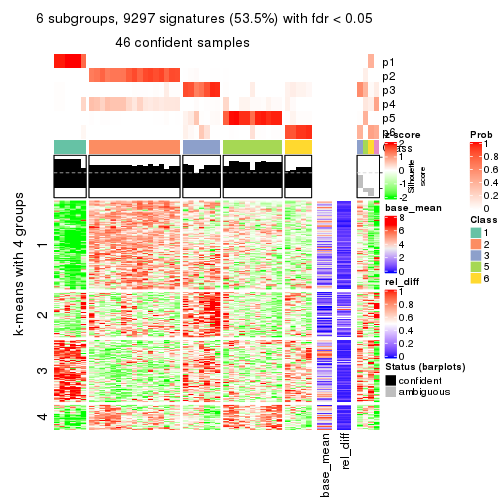 6 subgroups, 9297 signatures (53.5%) with fdr < 0.05
46 confident samples
p1
p2
p3
p4
p5
p6
Class
Silhouette
score
k-means with 4 groups
1
2
3
4
base_mean
rel_diff
z-score
2
1
0
-1
-2
base_mean
8
6
4
2
0
rel_diff
1
0.8
0.6
0.4
0.2
0
Status (barplots)
confident
ambiguous
Prob
1
0.8
0.6
0.4
0.2
0
Class
1
2
3
5
6